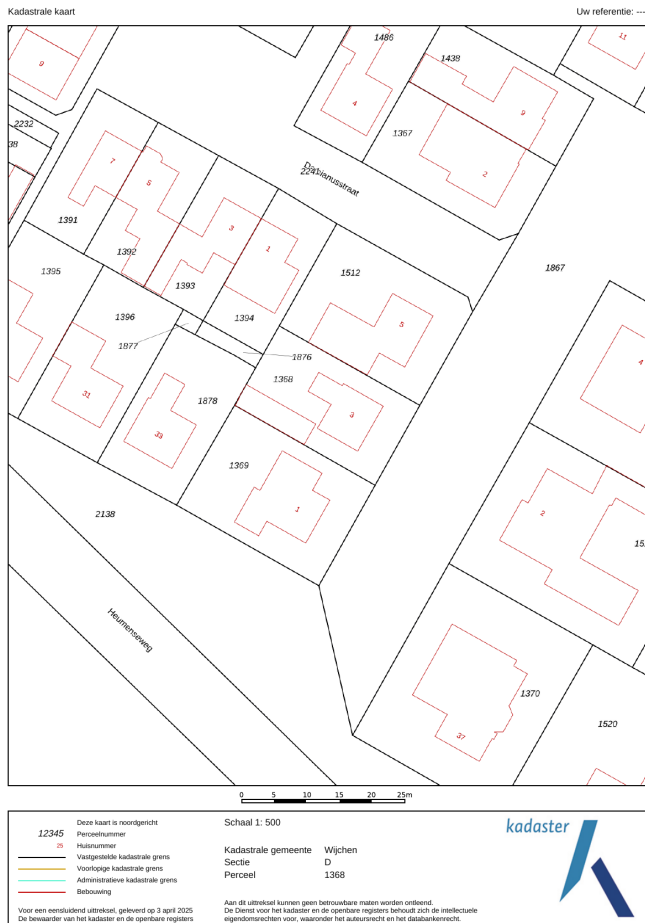 Kadastrale kaart
Uw referentie: ---
9
1486
1438
11
4
9
1367
2
2232
38
7
5
Dassianusstraat
1391
3
1
1392
1512
1867
1395
1393
1396
1394
5
1877
1876
4
1368
31
1878
3
33
1369
1
2
2138
Heumenseweg
1370
37
1520
0 5 10 15 20 25m
Deze kaart is noordgericht
12345 Perceelnummer
25 Huisnummer
Vastgestelde kadastrale grens
Voorlopige kadastrale grens
Administratieve kadastrale grens
Bebouwing
Voor een eensluidend uittreksel, geleverd op 3 april 2025
De bewaarder van het kadaster en de openbare registers
Schaal 1: 500
Kadastrale gemeente Wijchen
Sectie D
Perceel 1368
Aan dit uittreksel kunnen geen betrouwbare maten worden ontleend.
De Dienst voor het kadaster en de openbare registers behoudt zich de intellectuele
eigendomsrechten voor, waaronder het auteursrecht en het databankenrecht.
kadaster